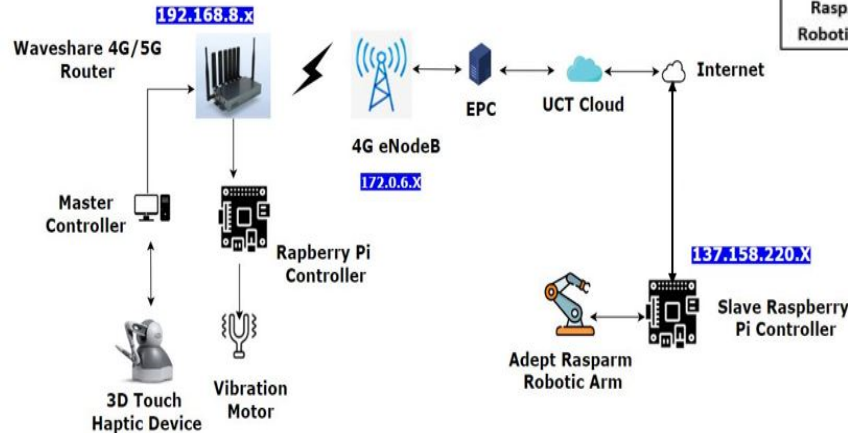 192.168.8.x
Rasp
Roboti
Waveshare 4G/5G
Router
Internet
EPC
UCT Cloud
4G eNodeB
172.0.6.X
Master
Controller
Rapberry Pi
Controller
137.158.220.X
Slave Raspberry
Pi Controller
Adept Rasparm
Robotic Arm
Vibration
Motor
3D Touch
Haptic Device